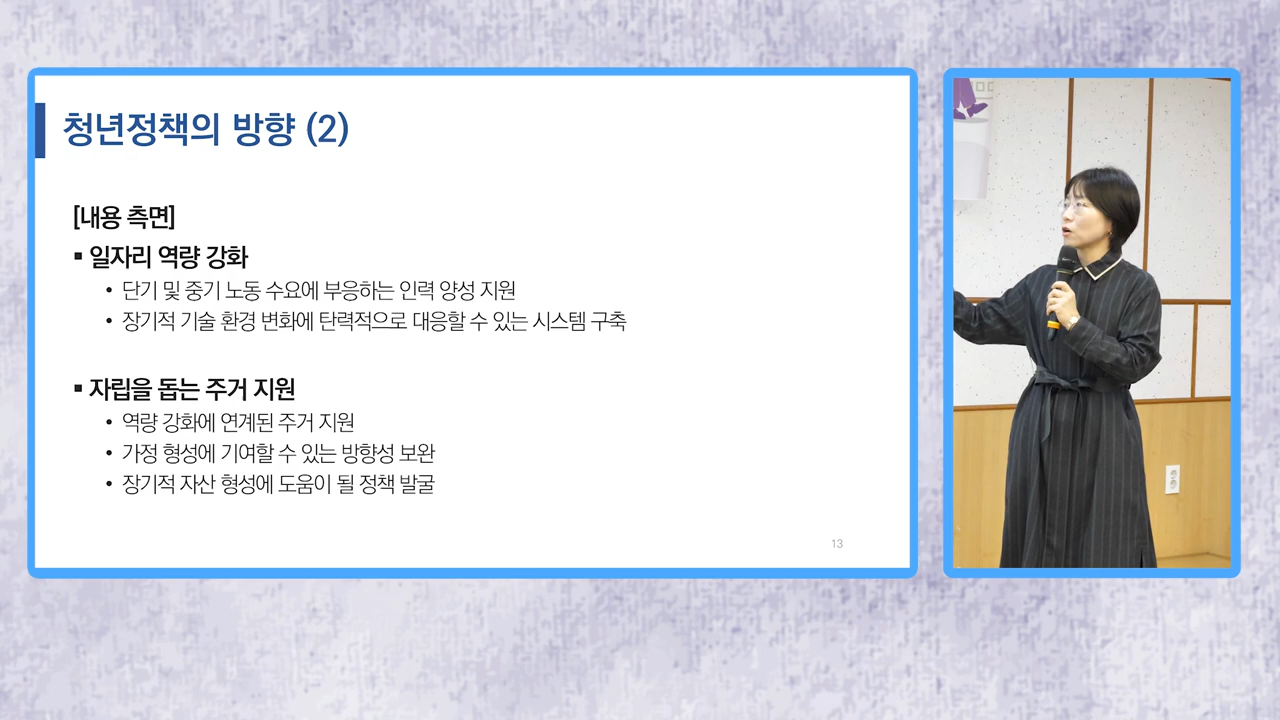 청년정책의 방향 (2)
[내용 측면]
▪ 일자리 역량 강화
• 단기 및 중기 노동 수요에 부응하는 인력 양성 지원
• 장기적 기술 환경 변화에 탄력적으로 대응할 수 있는 시스템 구축
▪ 자립을 돕는 주거 지원
• 역량 강화에 연계된 주거 지원
• 가정 형성에 기여할 수 있는 방향성 보완
• 장기적 자산 형성에 도움이 될 정책 발굴
13